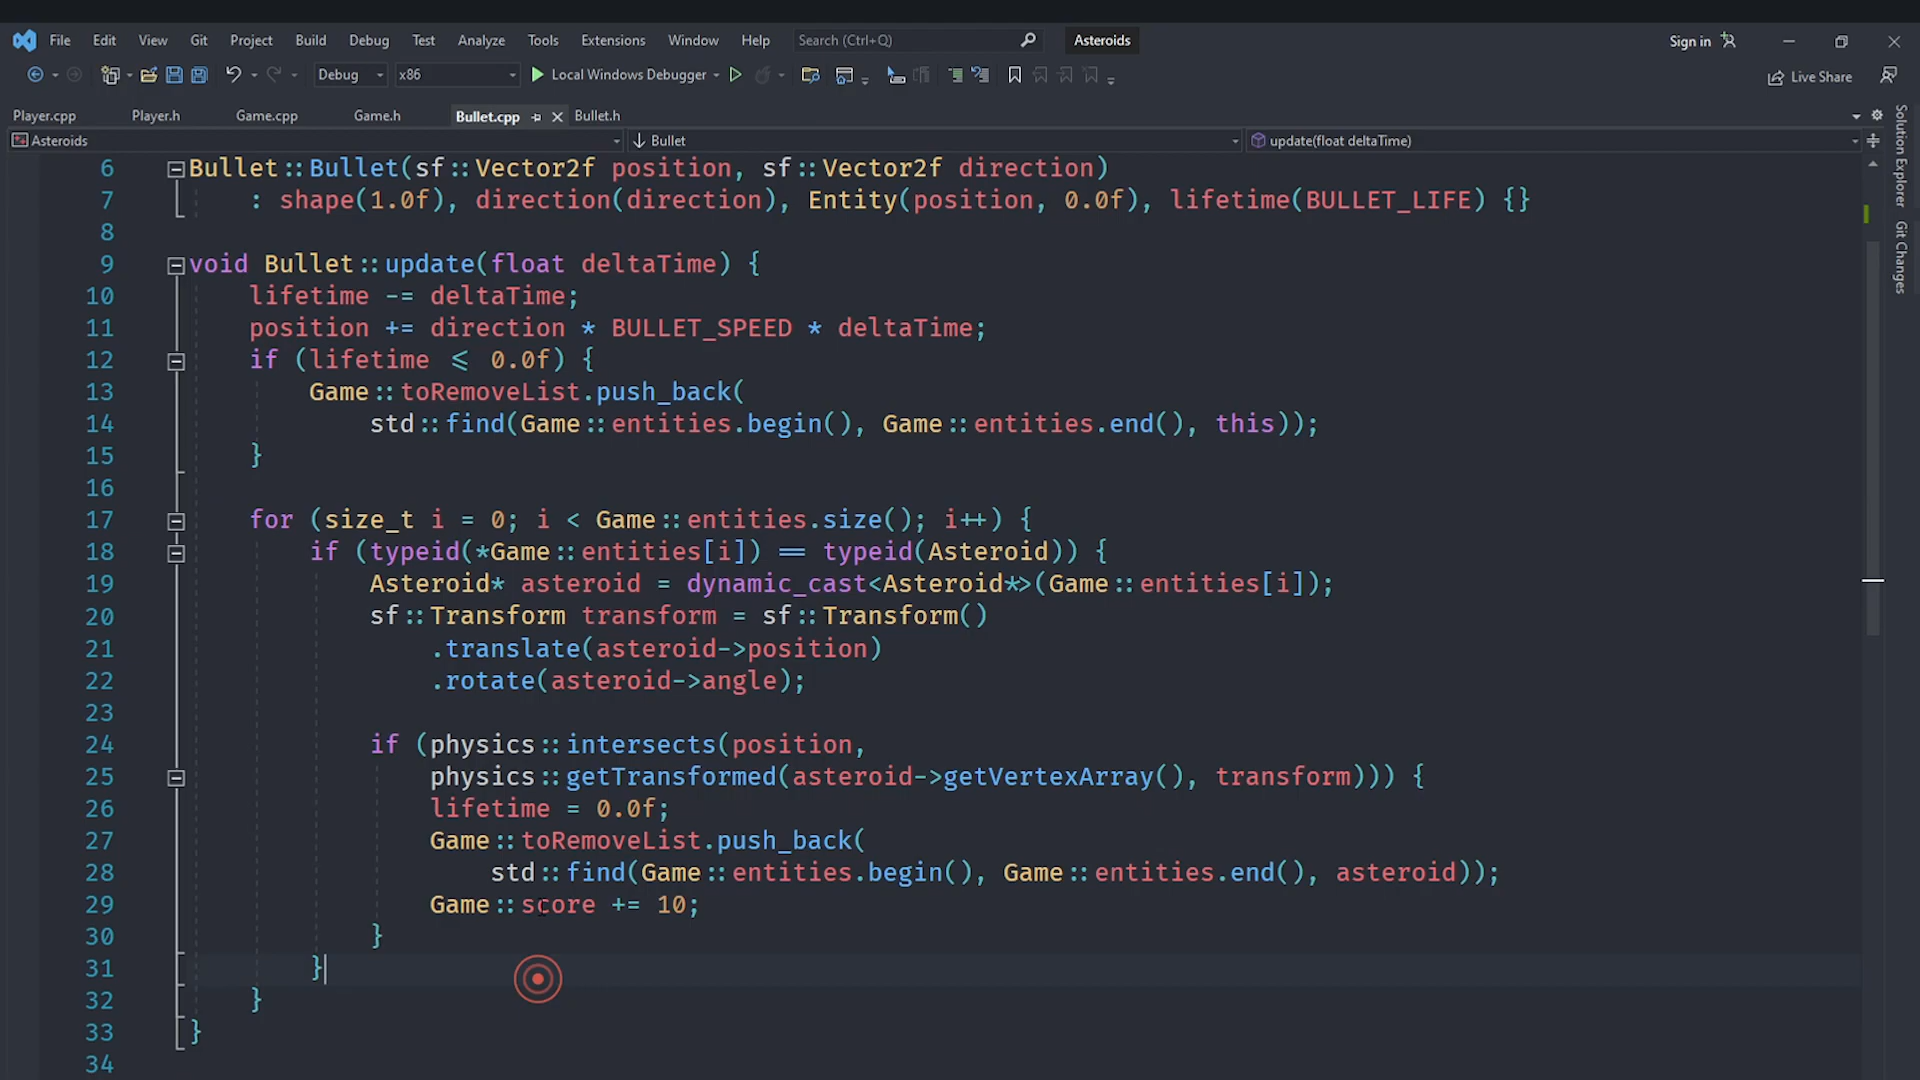 File Edit View Git Project Build Debug Test Analyze Tools Extensions Window Help Search (Ctrl+Q) Asteroids Sign in
Debug x86 Local Windows Debugger Live Share
Player.cpp Player.h Game.cpp Game.h Bullet.cpp Bullet.h
Asteroids Bullet update(float deltaTime)
Solution Explorer
Git Changes
6 Bullet::Bullet(sf::Vector2f position, sf::Vector2f direction)
7 : shape(1.0f), direction(direction), Entity(position, 0.0f), lifetime(BULLET_LIFE) {}
8
9 void Bullet::update(float deltaTime) {
10 lifetime -= deltaTime;
11 position += direction * BULLET_SPEED * deltaTime;
12 if (lifetime <= 0.0f) {
13 Game::toRemoveList.push_back(
14 std::find(Game::entities.begin(), Game::entities.end(), this));
15 }
16
17 for (size_t i = 0; i < Game::entities.size(); i++) {
18 if (typeid(*Game::entities[i]) == typeid(Asteroid)) {
19 Asteroid* asteroid = dynamic_cast<Asteroid*>(Game::entities[i]);
20 sf::Transform transform = sf::Transform()
21 .translate(asteroid->position)
22 .rotate(asteroid->angle);
23
24 if (physics::intersects(position,
25 physics::getTransformed(asteroid->getVertexArray(), transform))) {
26 lifetime = 0.0f;
27 Game::toRemoveList.push_back(
28 std::find(Game::entities.begin(), Game::entities.end(), asteroid));
29 Game::score += 10;
30 }
31 }
32 }
33 }
34